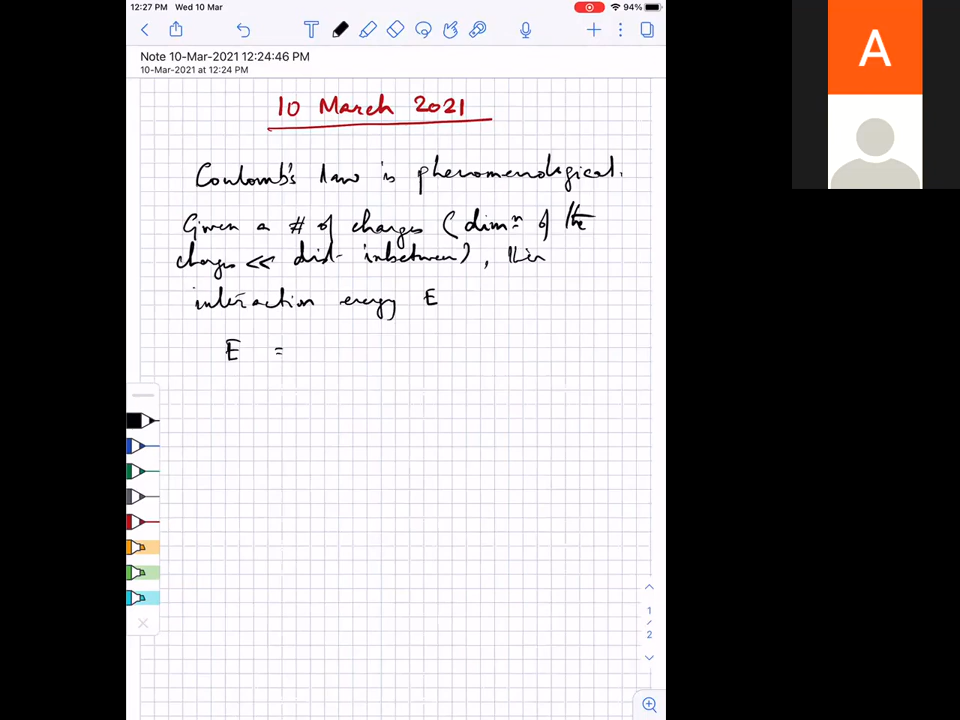 12:27 PM Wed 10 Mar
94%
A
Note 10-Mar-2021 12:24:46 PM
10-Mar-2021 at 12:24 PM
10 March 2021
Coulomb's law is phenomenological.
Given a # of charges (dimⁿ of the
charges << dist. inbetween),
interaction energy E
E =
1
2